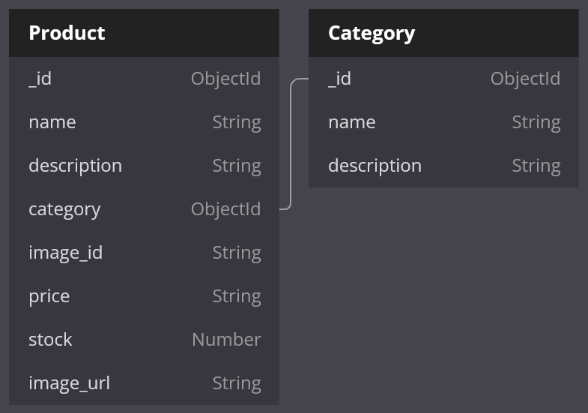 Product
_id ObjectId
name String
description String
category ObjectId
image_id String
price String
stock Number
image_url String
Category
_id ObjectId
name String
description String